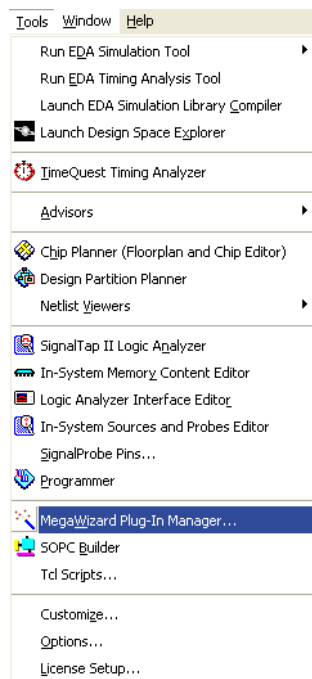 Tools Window Help
Run EDA Simulation Tool
Run EDA Timing Analysis Tool
Launch EDA Simulation Library Compiler
Launch Design Space Explorer
TimeQuest Timing Analyzer
Advisors
Chip Planner (Floorplan and Chip Editor)
Design Partition Planner
Netlist Viewers
SignalTap II Logic Analyzer
In-System Memory Content Editor
Logic Analyzer Interface Editor
In-System Sources and Probes Editor
SignalProbe Pins...
Programmer
MegaWizard Plug-In Manager...
SOPC Builder
Tcl Scripts...
Customize...
Options...
License Setup...